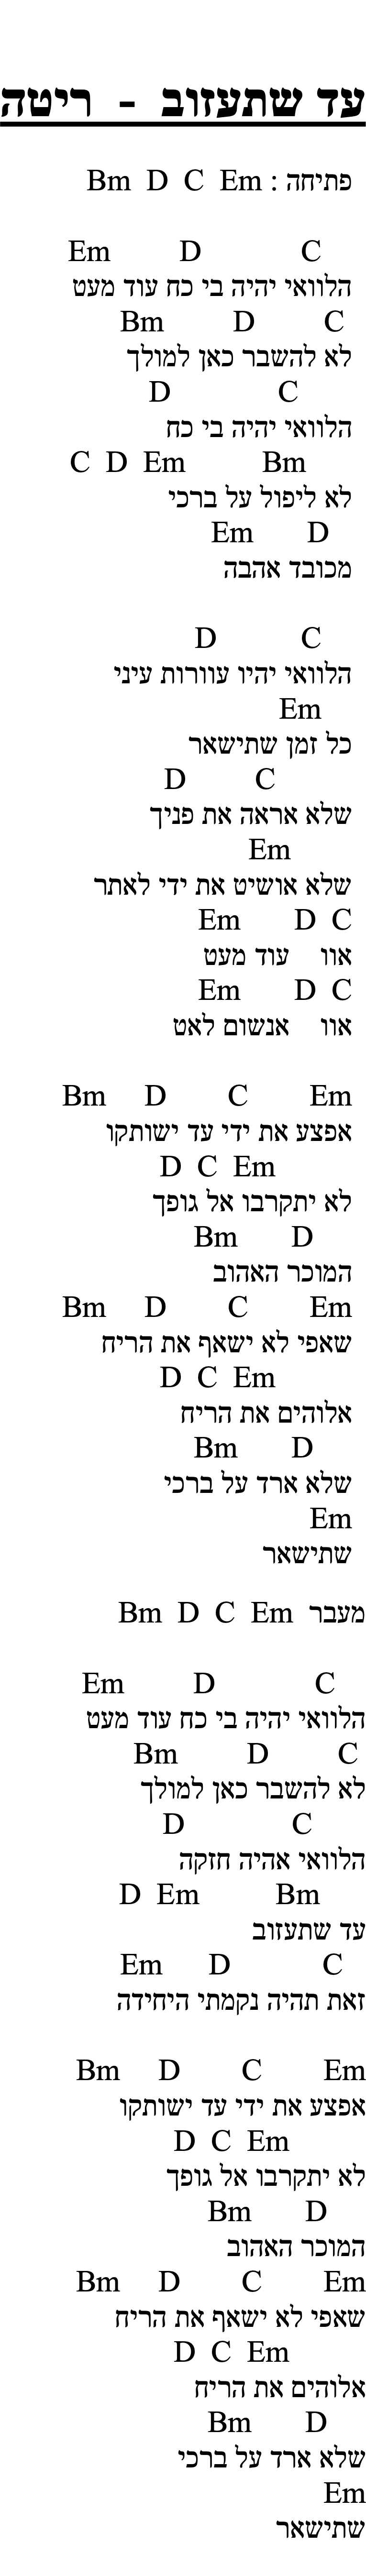 עד שתעזוב - ריטה
פתיחה : Bm D C Em
Em D C
הלוואי יהיה בי כח עוד מעט
Bm D C
לא להשבר כאן למולך
D C
הלוואי יהיה בי כח
C D Em Bm
לא ליפול על ברכי
Em D
מכובד אהבה
D C
הלוואי יהיו עוורות עיני
Em
כל זמן שתישאר
D C
שלא אראה את פניך
Em
שלא אושיט את ידי לאתר
Em D C
אוו עוד מעט
Em D C
אוו אנשום לאט
Bm D C Em
אפצע את ידי עד ישותקו
D C Em
לא יתקרבו אל גופך
Bm D
המוכר האהוב
Bm D C Em
שאפי לא ישאף את הריח
D C Em
אלוהים את הריח
Bm D
שלא ארד על ברכי
Em
שתישאר
מעבר Bm D C Em
Em D C
הלוואי יהיה בי כח עוד מעט
Bm D C
לא להשבר כאן למולך
D C
הלוואי אהיה חזקה
D Em Bm
עד שתעזוב
Em D C
זאת תהיה נקמתי היחידה
Bm D C Em
אפצע את ידי עד ישותקו
D C Em
לא יתקרבו אל גופך
Bm D
המוכר האהוב
Bm D C Em
שאפי לא ישאף את הריח
D C Em
אלוהים את הריח
Bm D
שלא ארד על ברכי
Em
שתישאר